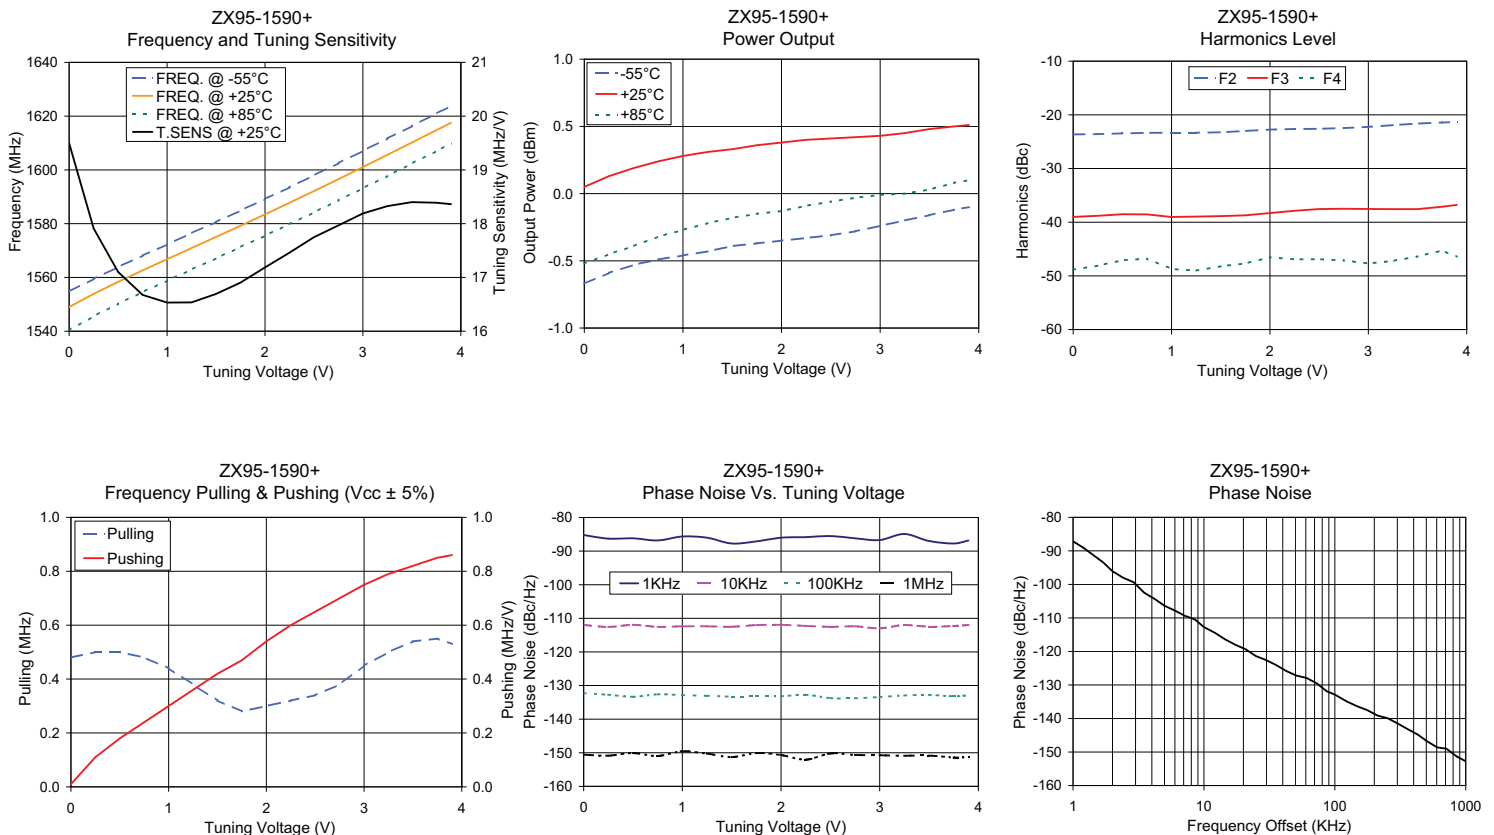 ZX95-1590+
Frequency and Tuning Sensitivity
1640
1620
1600
1580
1560
1540
Frequency (MHz)
FREQ. @ -55°C
FREQ. @ +25°C
FREQ. @ +85°C
T.SENS @ +25°C
21
20
19
18
17
16
Tuning Sensitivity (MHz/V)
0 1 2 3 4
Tuning Voltage (V)
ZX95-1590+
Power Output
1.0
0.5
0.0
-0.5
-1.0
Output Power (dBm)
-55°C
+25°C
+85°C
0 1 2 3 4
Tuning Voltage (V)
ZX95-1590+
Harmonics Level
-10
-20
-30
-40
-50
-60
Harmonics (dBc)
F2 F3 F4
0 1 2 3 4
Tuning Voltage (V)
ZX95-1590+
Frequency Pulling & Pushing (Vcc ± 5%)
1.0
0.8
0.6
0.4
0.2
0.0
Pulling (MHz)
Pulling
Pushing
1.0
0.8
0.6
0.4
0.2
0.0
Pushing (MHz/V)
0 1 2 3 4
Tuning Voltage (V)
ZX95-1590+
Phase Noise Vs. Tuning Voltage
-80
-90
-100
-110
-120
-130
-140
-150
-160
Phase Noise (dBc/Hz)
1KHz 10KHz 100KHz 1MHz
0 1 2 3 4
Tuning Voltage (V)
ZX95-1590+
Phase Noise
-80
-90
-100
-110
-120
-130
-140
-150
-160
Phase Noise (dBc/Hz)
1 10 100 1000
Frequency Offset (KHz)